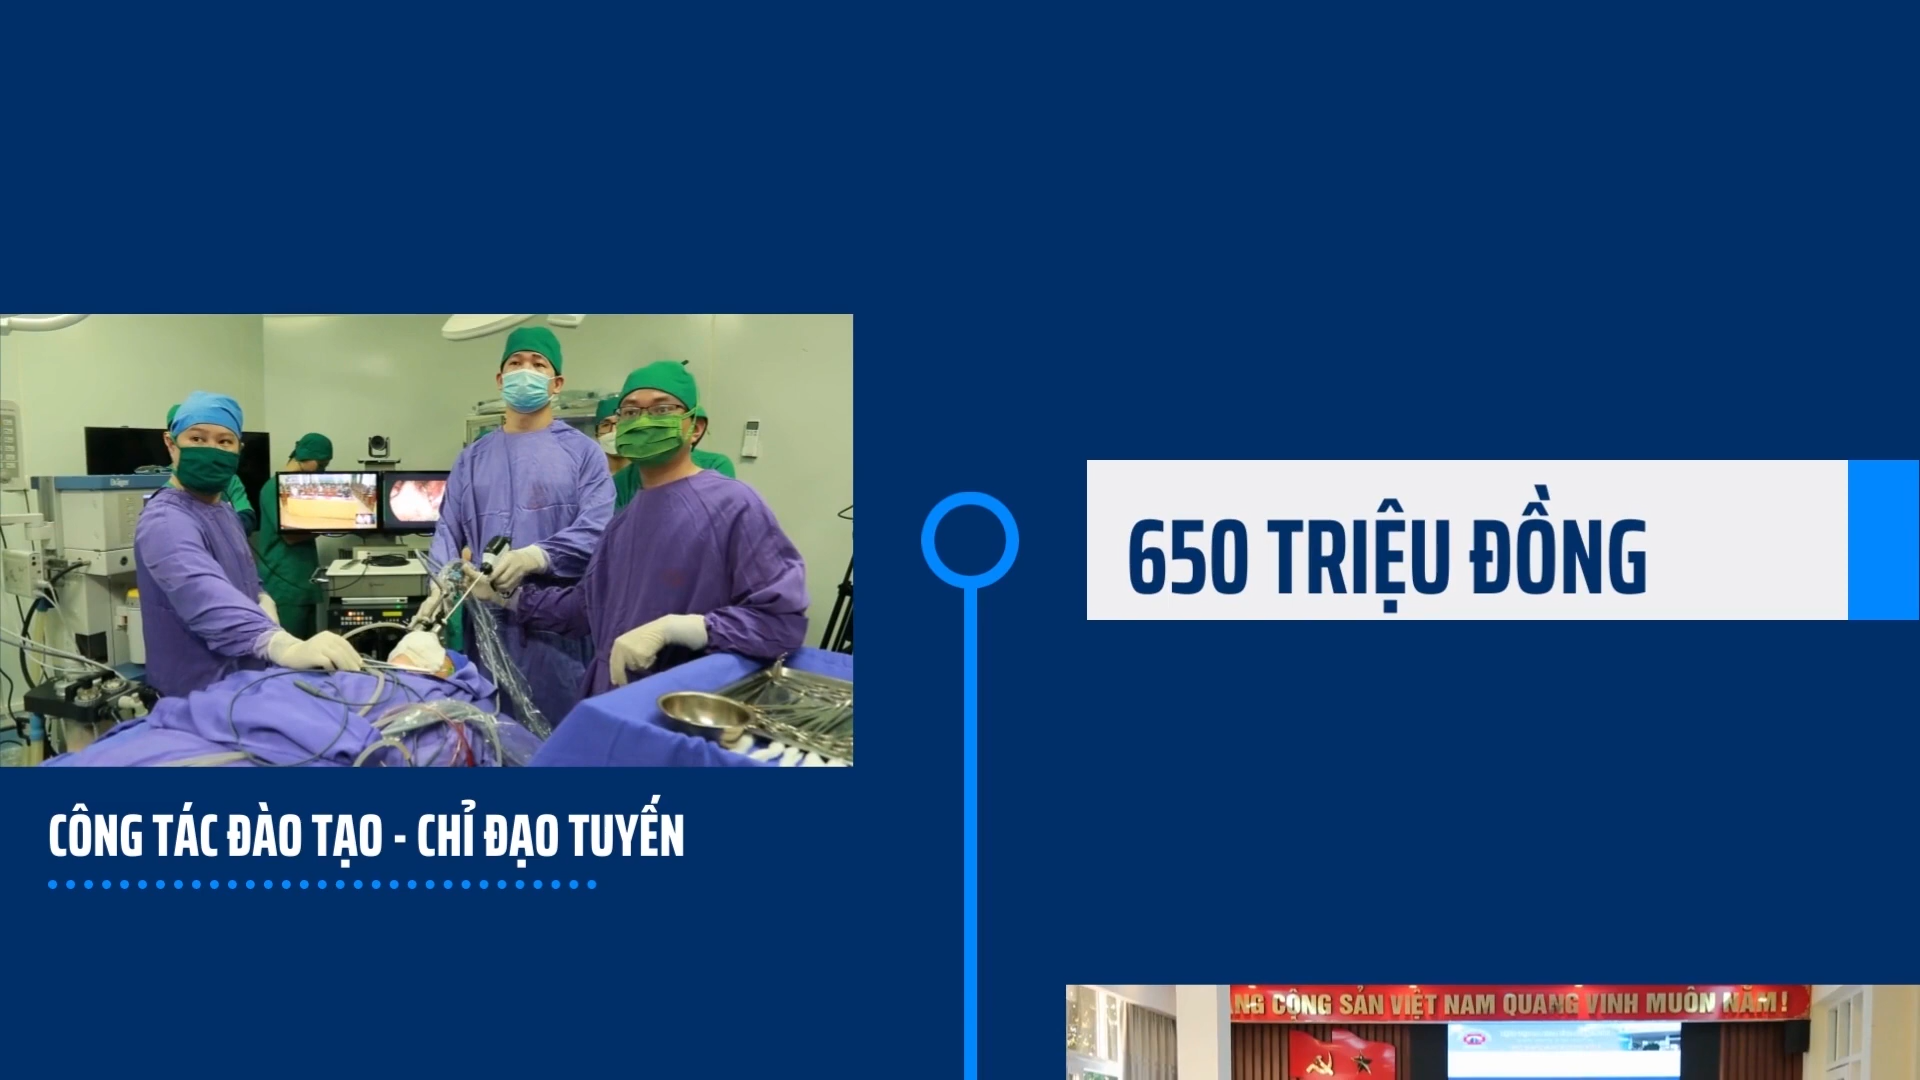 650 TRIỆU ĐỒNG
CÔNG TÁC ĐÀO TẠO - CHỈ ĐẠO TUYẾN
CỘNG SẢN VIỆT NAM QUANG VINH MUÔN NĂM!